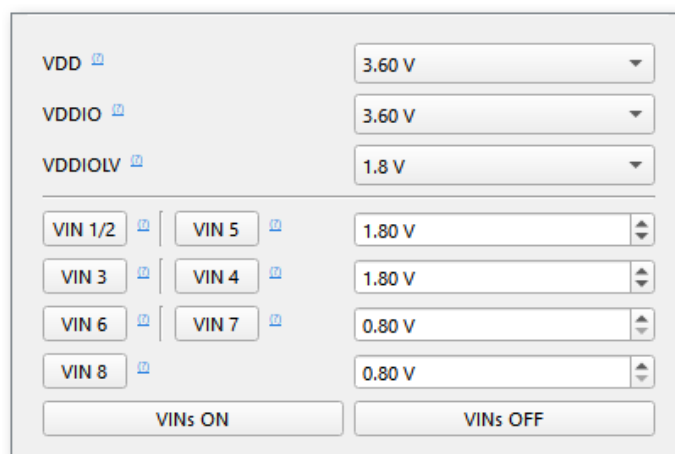 VDD (?) 3.60 V
VDDIO (?) 3.60 V
VDDIOLV (?) 1.8 V
VIN 1/2 (?) VIN 5 (?) 1.80 V
VIN 3 (?) VIN 4 (?) 1.80 V
VIN 6 (?) VIN 7 (?) 0.80 V
VIN 8 (?) 0.80 V
VINs ON VINs OFF